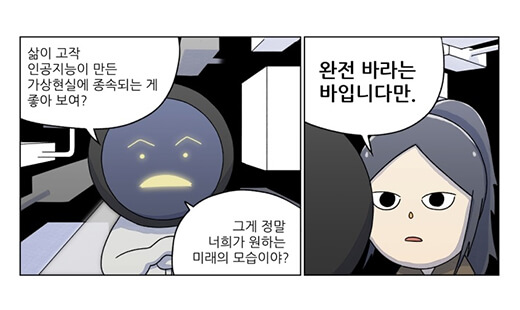 삶이 고작
인공지능이 만든
가상현실에 종속되는 게
좋아 보여?
그게 정말
너희가 원하는
미래의 모습이야?
완전 바라는
바입니다만.